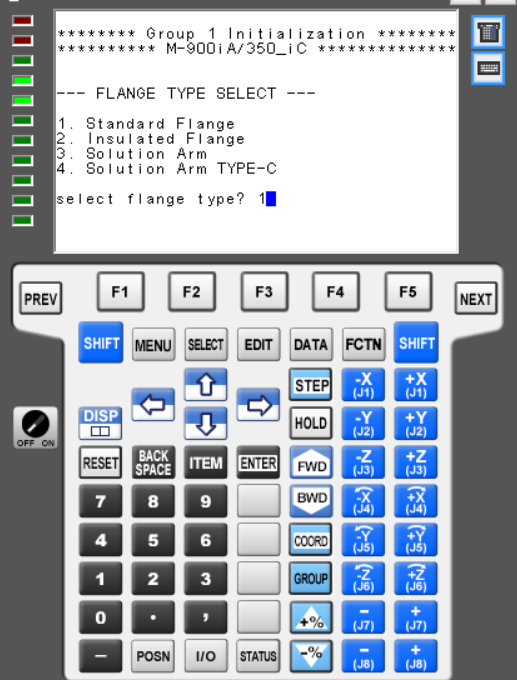 ******** Group 1 Initialization ********
********** M-900iA/350_iC **************
--- FLANGE TYPE SELECT ---
1. Standard Flange
2. Insulated Flange
3. Solution Arm
4. Solution Arm TYPE-C
select flange type? 1
PREV F1 F2 F3 F4 F5 NEXT
SHIFT MENU SELECT EDIT DATA FCTN SHIFT
STEP -X (J1) +X (J1)
DISP HOLD -Y (J2) +Y (J2)
OFF ON
RESET BACK SPACE ITEM ENTER FWD -Z (J3) +Z (J3)
7 8 9 BWD -X (J4) +X (J4)
4 5 6 COORD -Y (J5) +Y (J5)
1 2 3 GROUP -Z (J6) +Z (J6)
0 . , +% - (J7) + (J7)
- POSN I/O STATUS -% - (J8) + (J8)